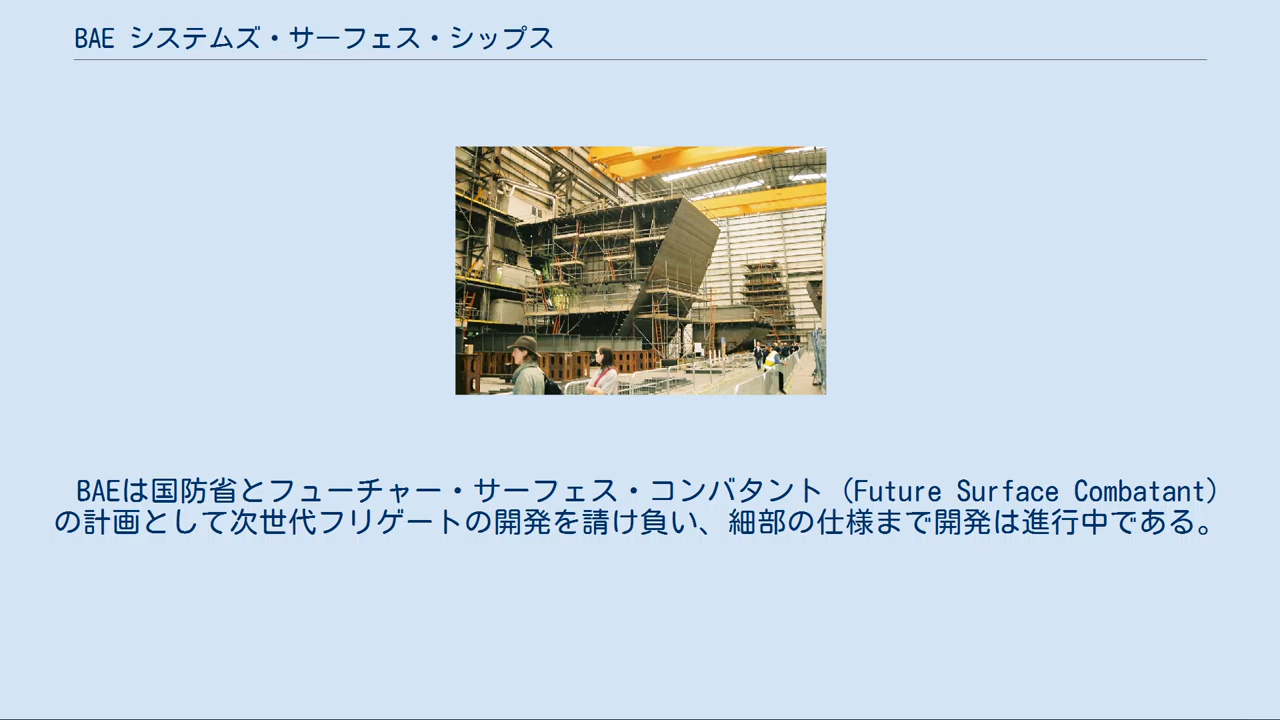 BAE システムズ・サーフェス・シップス
BAEは国防省とフューチャー・サーフェス・コンバタント（Future Surface Combatant）
の計画として次世代フリゲートの開発を請け負い、細部の仕様まで開発は進行中である。